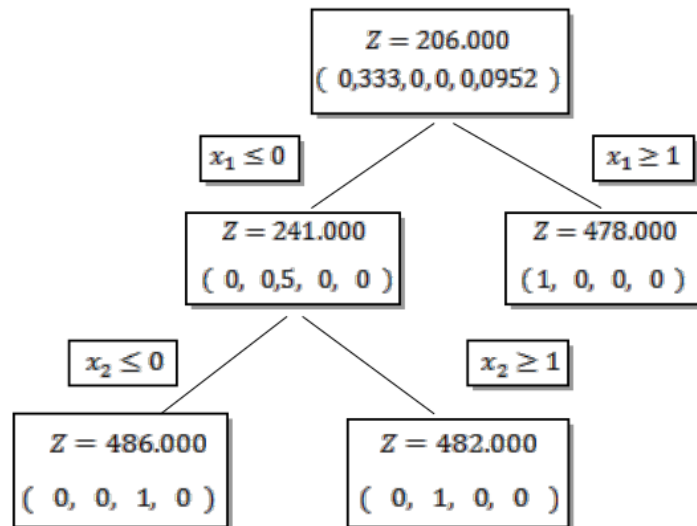 Z = 206.000
( 0,333, 0, 0, 0,0952 )
x₁ ≤ 0
x₁ ≥ 1
Z = 241.000
( 0, 0,5, 0, 0 )
Z = 478.000
(1, 0, 0, 0 )
x₂ ≤ 0
x₂ ≥ 1
Z = 486.000
( 0, 0, 1, 0 )
Z = 482.000
( 0, 1, 0, 0 )